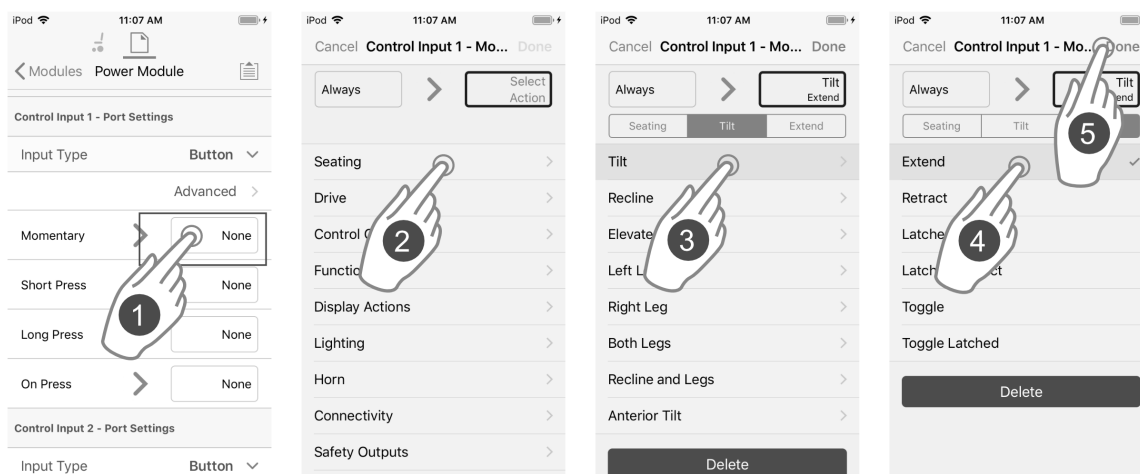 iPod 11:07 AM
Modules Power Module
Control Input 1 - Port Settings
Input Type Button
Advanced
Momentary None
Short Press None
1
Long Press None
On Press None
Control Input 2 - Port Settings
Input Type Button
iPod 11:07 AM
Cancel Control Input 1 - Mo... Done
Always Select
Action
Seating
Drive
Control
2
Display Actions
Lighting
Horn
Connectivity
Safety Outputs
iPod 11:07 AM
Cancel Control Input 1 - Mo... Done
Always Tilt
Extend
Seating Tilt Extend
Tilt
Recline
Elevate
3
Left
Right Leg
Both Legs
Recline and Legs
Anterior Tilt
Delete
iPod 11:07 AM
Cancel Control Input 1 - Mo... Done
Always Tilt
5
Seating Tilt
Extend
Retract
4
Toggle
Toggle Latched
Delete